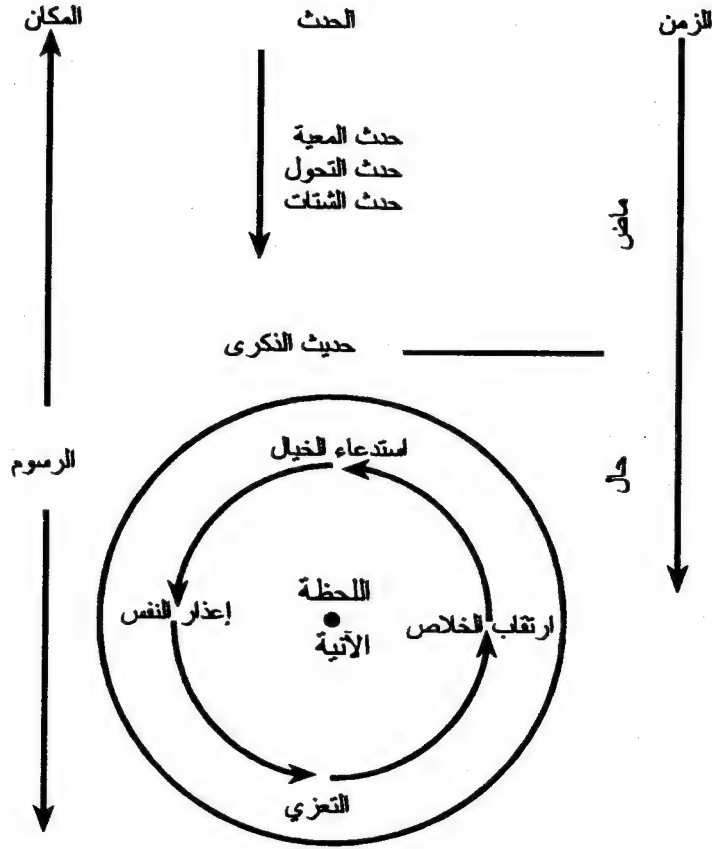 الزمن
الحدث
المكان
حدث المعية
حدث التحول
حدث الشتات
ماض
حديث الذكرى
حال
الرسوم
استدعاء الخيال
اللحظة
الآنية
إعذار النفس
ارتقاب الخلاص
التعزي